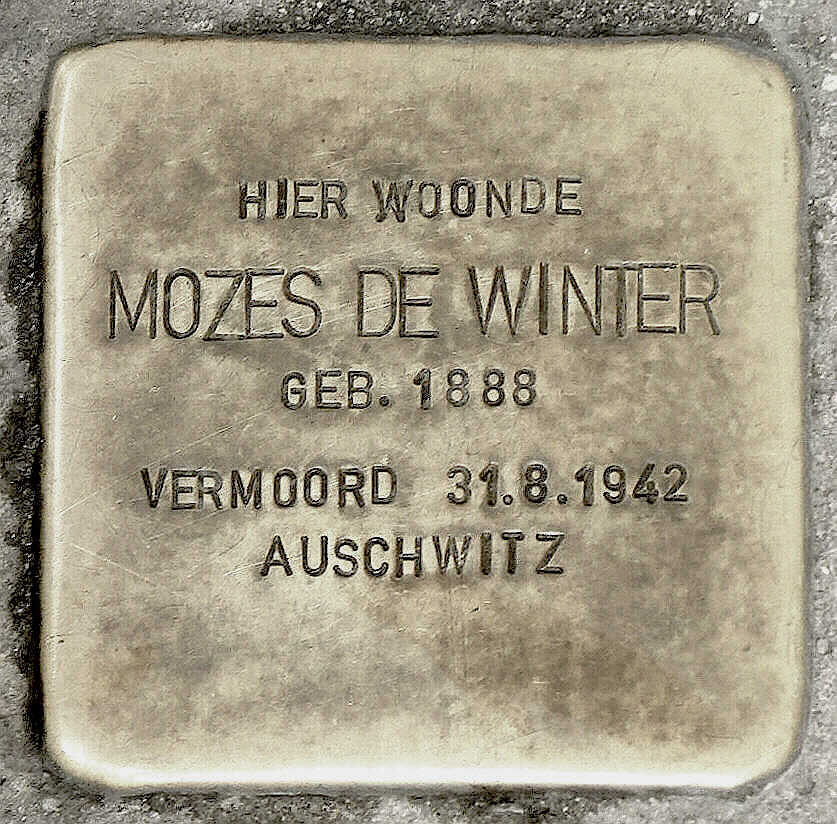 HIER WOONDE
MOZES DE WINTER
GEB. 1888
VERMOORD 31.8.1942
AUSCHWITZ